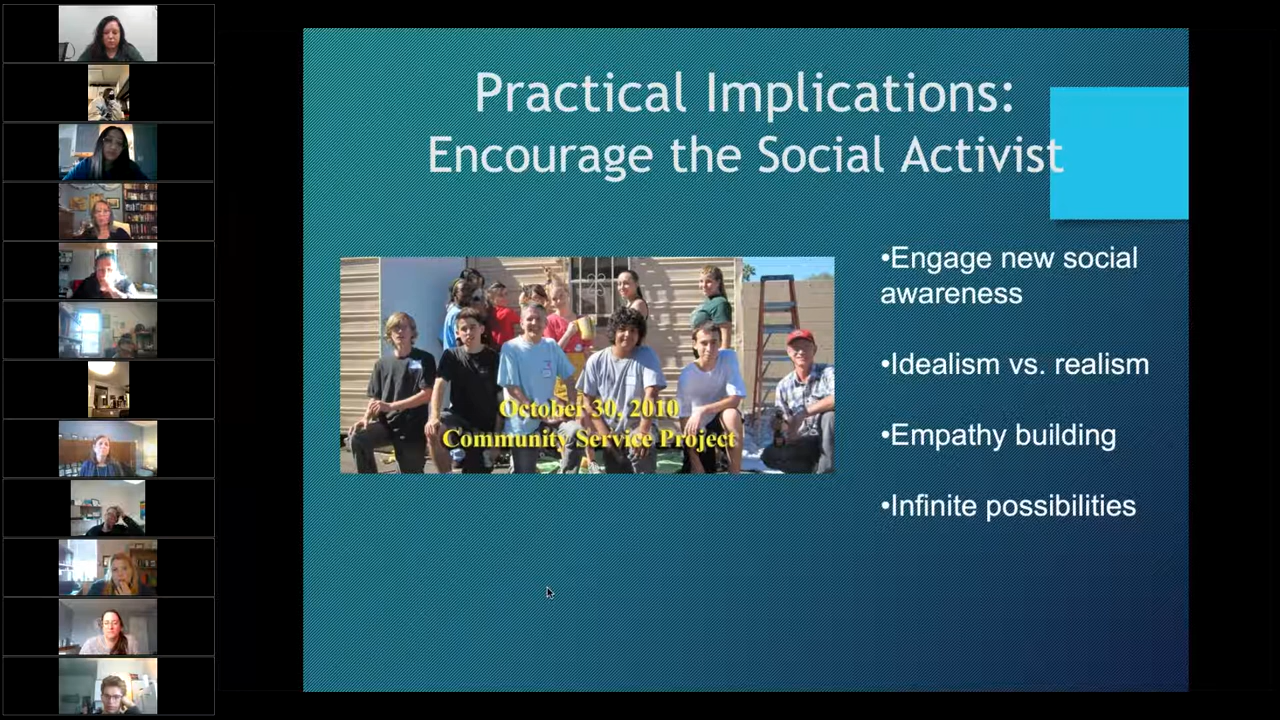 Practical Implications:
Encourage the Social Activist
October 30, 2010
Community Service Project
•Engage new social
awareness
•Idealism vs. realism
•Empathy building
•Infinite possibilities